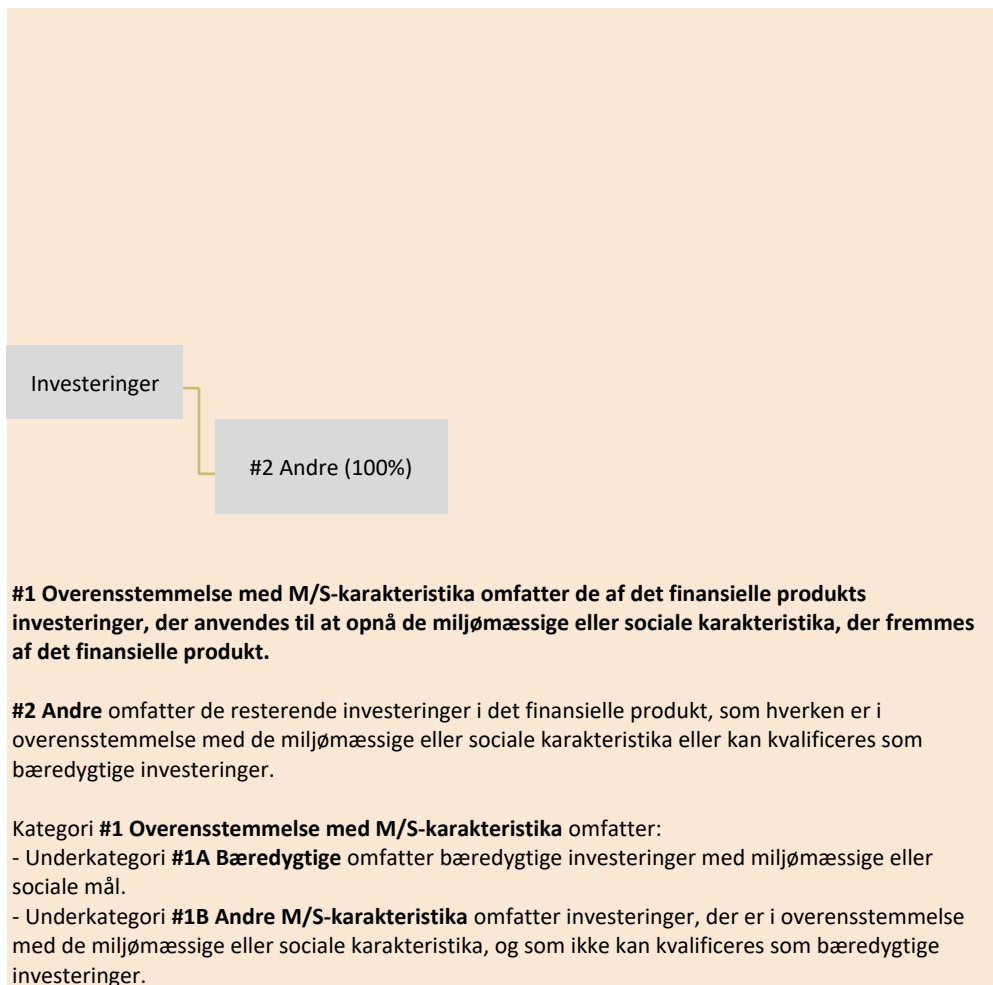 Investeringer
#2 Andre (100%)
#1 Overensstemmelse med M/S-karakteristika omfatter de af det finansielle produkts
investeringer, der anvendes til at opnå de miljømæssige eller sociale karakteristika, der fremmes
af det finansielle produkt.
#2 Andre omfatter de resterende investeringer i det finansielle produkt, som hverken er i
overensstemmelse med de miljømæssige eller sociale karakteristika eller kan kvalificeres som
bæredygtige investeringer.
Kategori #1 Overensstemmelse med M/S-karakteristika omfatter:
- Underkategori #1A Bæredygtige omfatter bæredygtige investeringer med miljømæssige eller
sociale mål.
- Underkategori #1B Andre M/S-karakteristika omfatter investeringer, der er i overensstemmelse
med de miljømæssige eller sociale karakteristika, og som ikke kan kvalificeres som bæredygtige
investeringer.